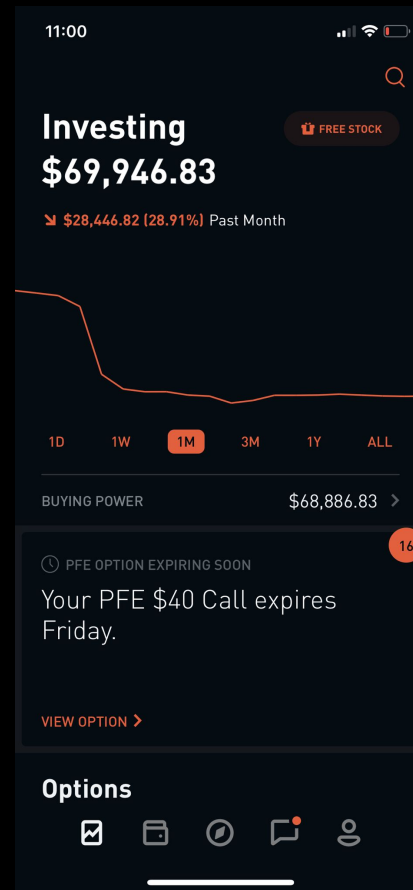 11:00
Investing
FREE STOCK
$69,946.83
$28,446.82 (28.91%) Past Month
1D 1W 1M 3M 1Y ALL
BUYING POWER $68,886.83
16
PFE OPTION EXPIRING SOON
Your PFE $40 Call expires
Friday.
VIEW OPTION
Options